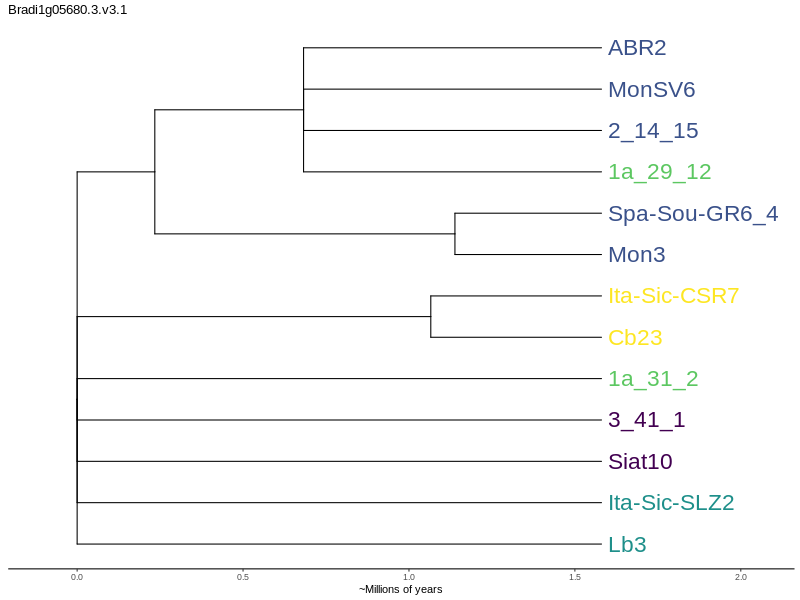 Bradi1g05680.3.v3.1
ABR2
MonSV6
2_14_15
1a_29_12
Spa-Sou-GR6_4
Mon3
Ita-Sic-CSR7
Cb23
1a_31_2
3_41_1
Siat10
Ita-Sic-SLZ2
Lb3
0.0 0.5 1.0 1.5 2.0
~Millions of years